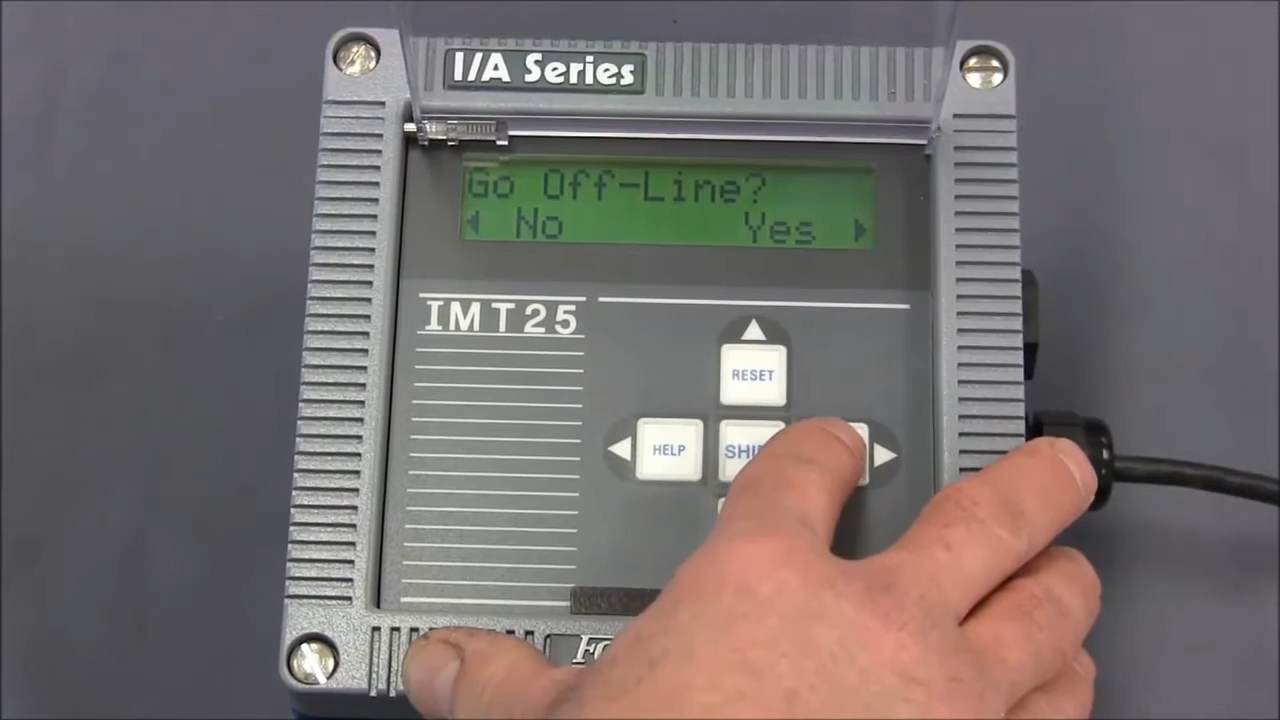 I/A Series
Go Off-Line?
No Yes
IMT25
RESET
HELP